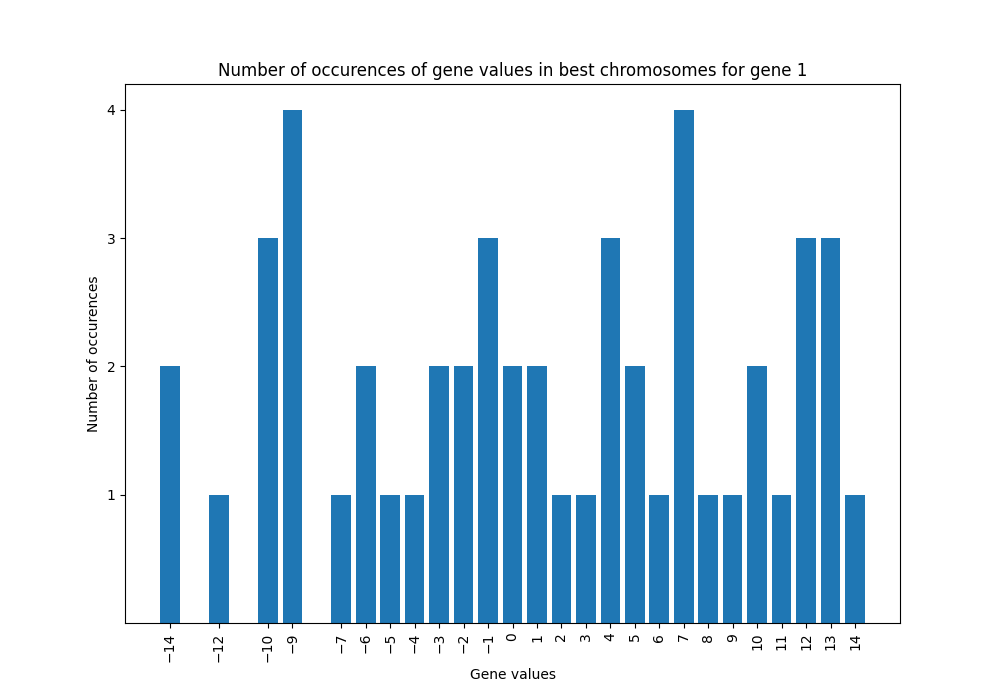 Number of occurences of gene values in best chromosomes for gene 1
4
3
2
1
Number of occurences
−14 −12 −10 −9 −7 −6 −5 −4 −3 −2 −1 0 1 2 3 4 5 6 7 8 9 10 11 12 13 14
Gene values